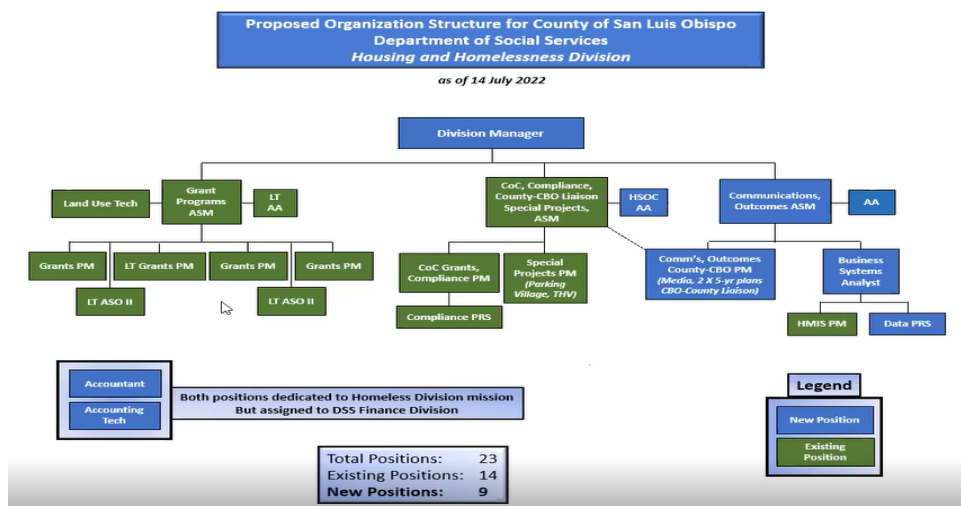 Proposed Organization Structure for County of San Luis Obispo
Department of Social Services
Housing and Homelessness Division
as of 14 July 2022
Division Manager
Land Use Tech
Grant
Programs
ASM
LT
AA
CoC, Compliance,
County-CBO Liaison
Special Projects,
ASM
HSOC
AA
Communications,
Outcomes ASM
AA
Grants PM
LT Grants PM
Grants PM
Grants PM
LT ASO II
LT ASO II
CoC Grants,
Compliance PM
Special
Projects PM
(Parking
Village, THV)
Compliance PRS
Comm's, Outcomes
County-CBO PM
(Media, 2 X 5-yr plans
CBO-County Liaison)
Business
Systems
Analyst
HMIS PM
Data PRS
Accountant
Accounting
Tech
Both positions dedicated to Homeless Division mission
But assigned to DSS Finance Division
Legend
New Position
Existing
Position
Total Positions: 23
Existing Positions: 14
New Positions: 9